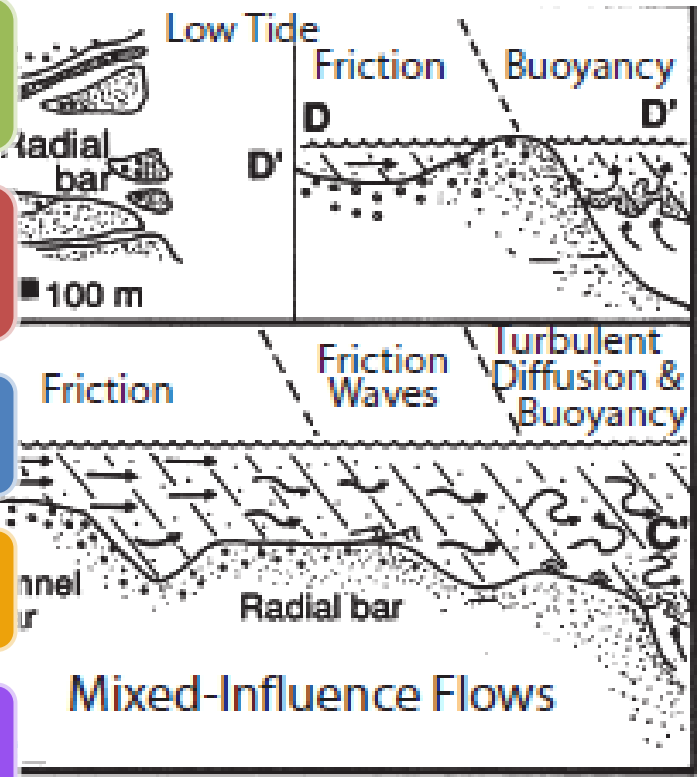 Low Tide
Friction
Buoyancy
D
D'
Radial
bar
D'
100 m
Friction
Friction
Waves
Turbulent
Diffusion &
Buoyancy
Radial bar
Mixed-Influence Flows